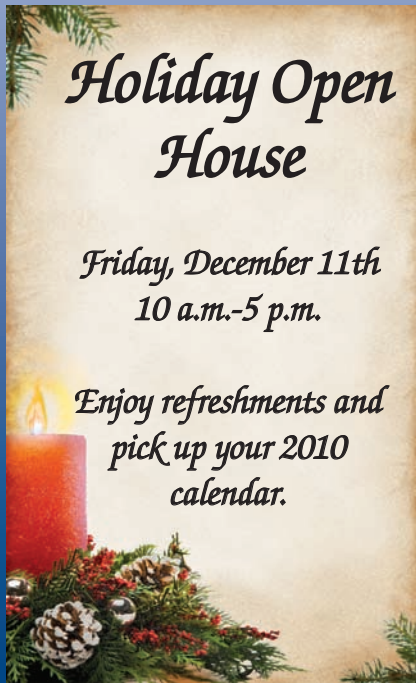 Holiday Open
House
Friday, December 11th
10 a.m.-5 p.m.
Enjoy refreshments and
pick up your 2010
calendar.